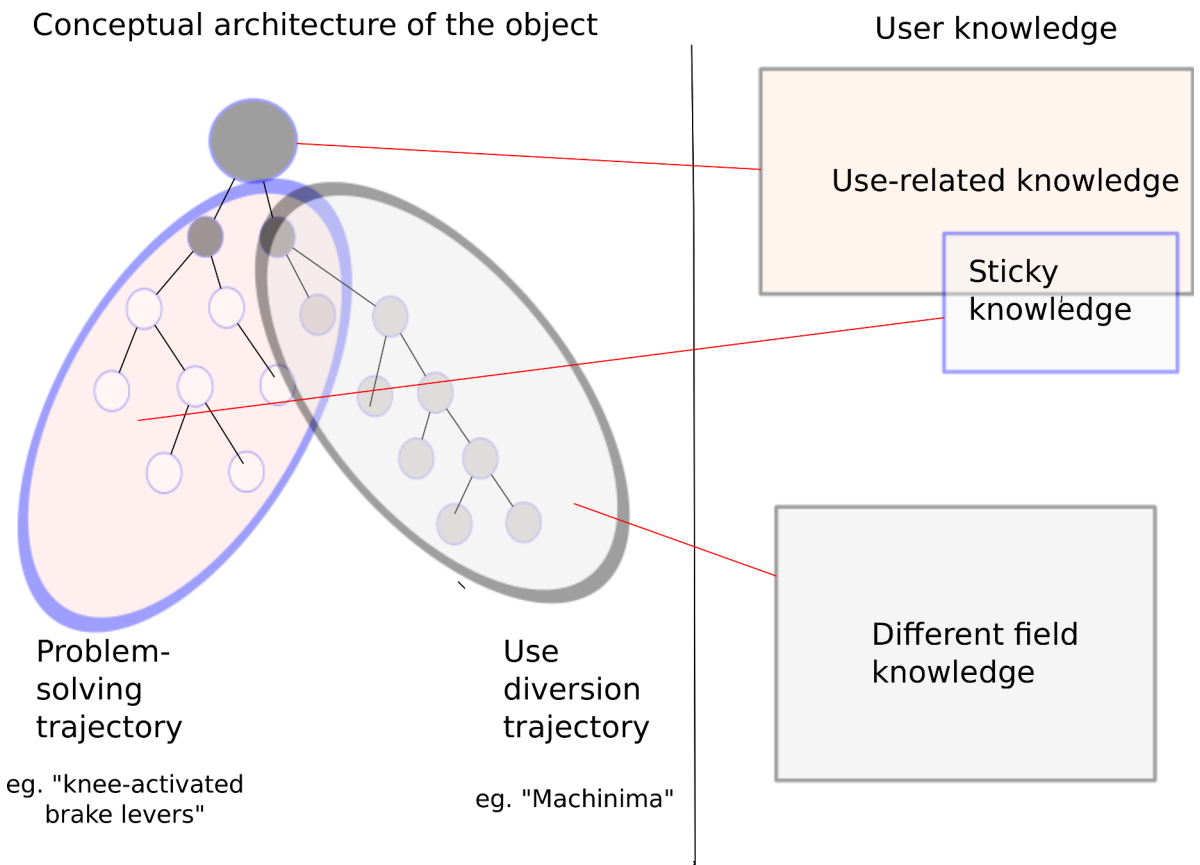 Conceptual architecture of the object
User knowledge
Use-related knowledge
Sticky
knowledge
Different field
knowledge
Problem-
solving
trajectory
Use
diversion
trajectory
eg. "knee-activated
brake levers"
eg. "Machinima"